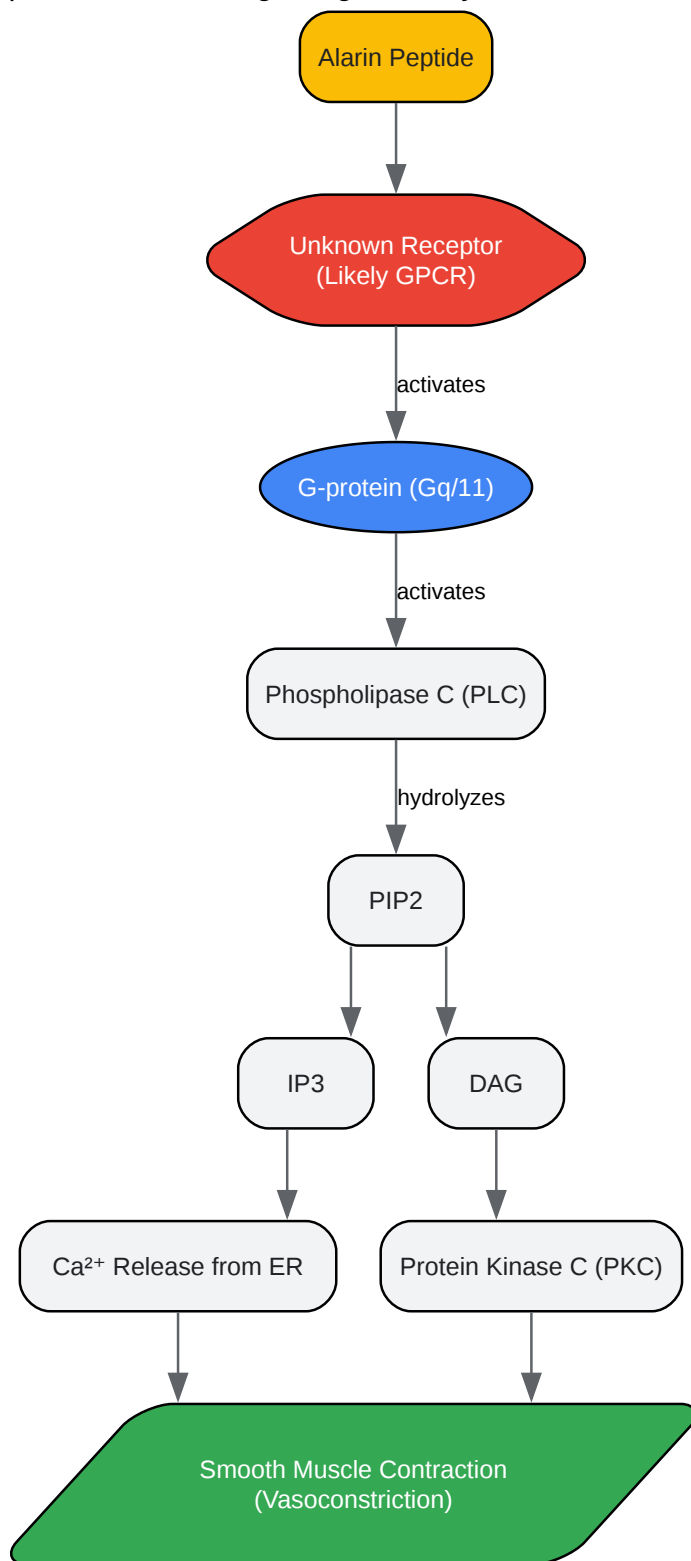 Alarin Peptide
Unknown Receptor
(Likely GPCR)
activates
G-protein (Gq/11)
activates
Phospholipase C (PLC)
hydrolyzes
PIP2
IP3
DAG
Ca²⁺ Release from ER
Protein Kinase C (PKC)
Smooth Muscle Contraction
(Vasoconstriction)